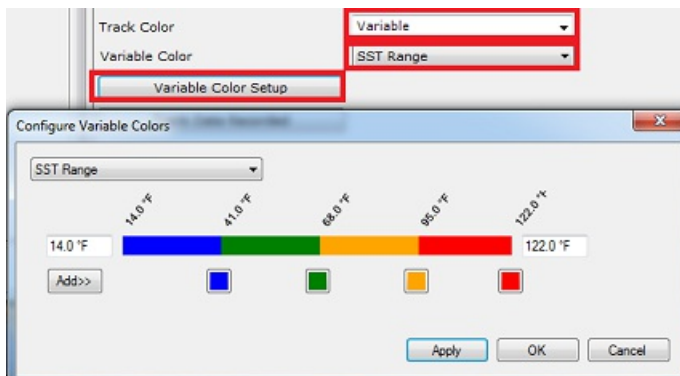 Track Color Variable
Variable Color SST Range
Variable Color Setup
Configure Variable Colors
SST Range
14.0 °F 41.0 °F 68.0 °F 95.0 °F 122.0 °F
14.0 °F 122.0 °F
Add>>
Apply OK Cancel